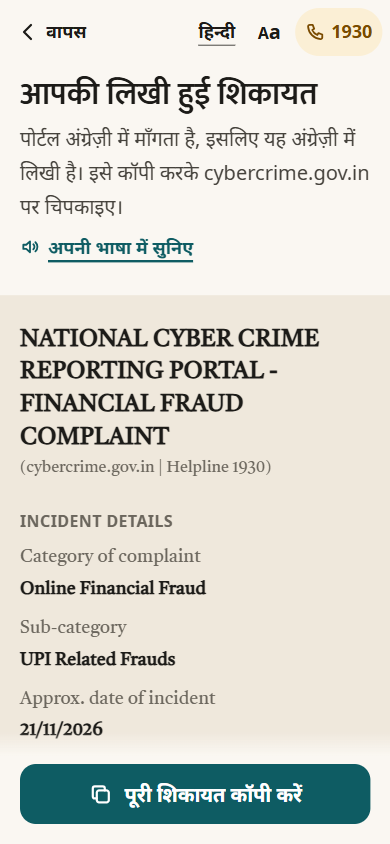 वापस
हिन्दी
Aa
1930
आपकी लिखी हुई शिकायत
पोर्टल अंग्रेज़ी में माँगता है, इसलिए यह अंग्रेज़ी में
लिखी है। इसे कॉपी करके cybercrime.gov.in
पर चिपकाइए।
अपनी भाषा में सुनिए
NATIONAL CYBER CRIME
REPORTING PORTAL -
FINANCIAL FRAUD
COMPLAINT
(cybercrime.gov.in | Helpline 1930)
INCIDENT DETAILS
Category of complaint
Online Financial Fraud
Sub-category
UPI Related Frauds
Approx. date of incident
21/11/2026
पूरी शिकायत कॉपी करें